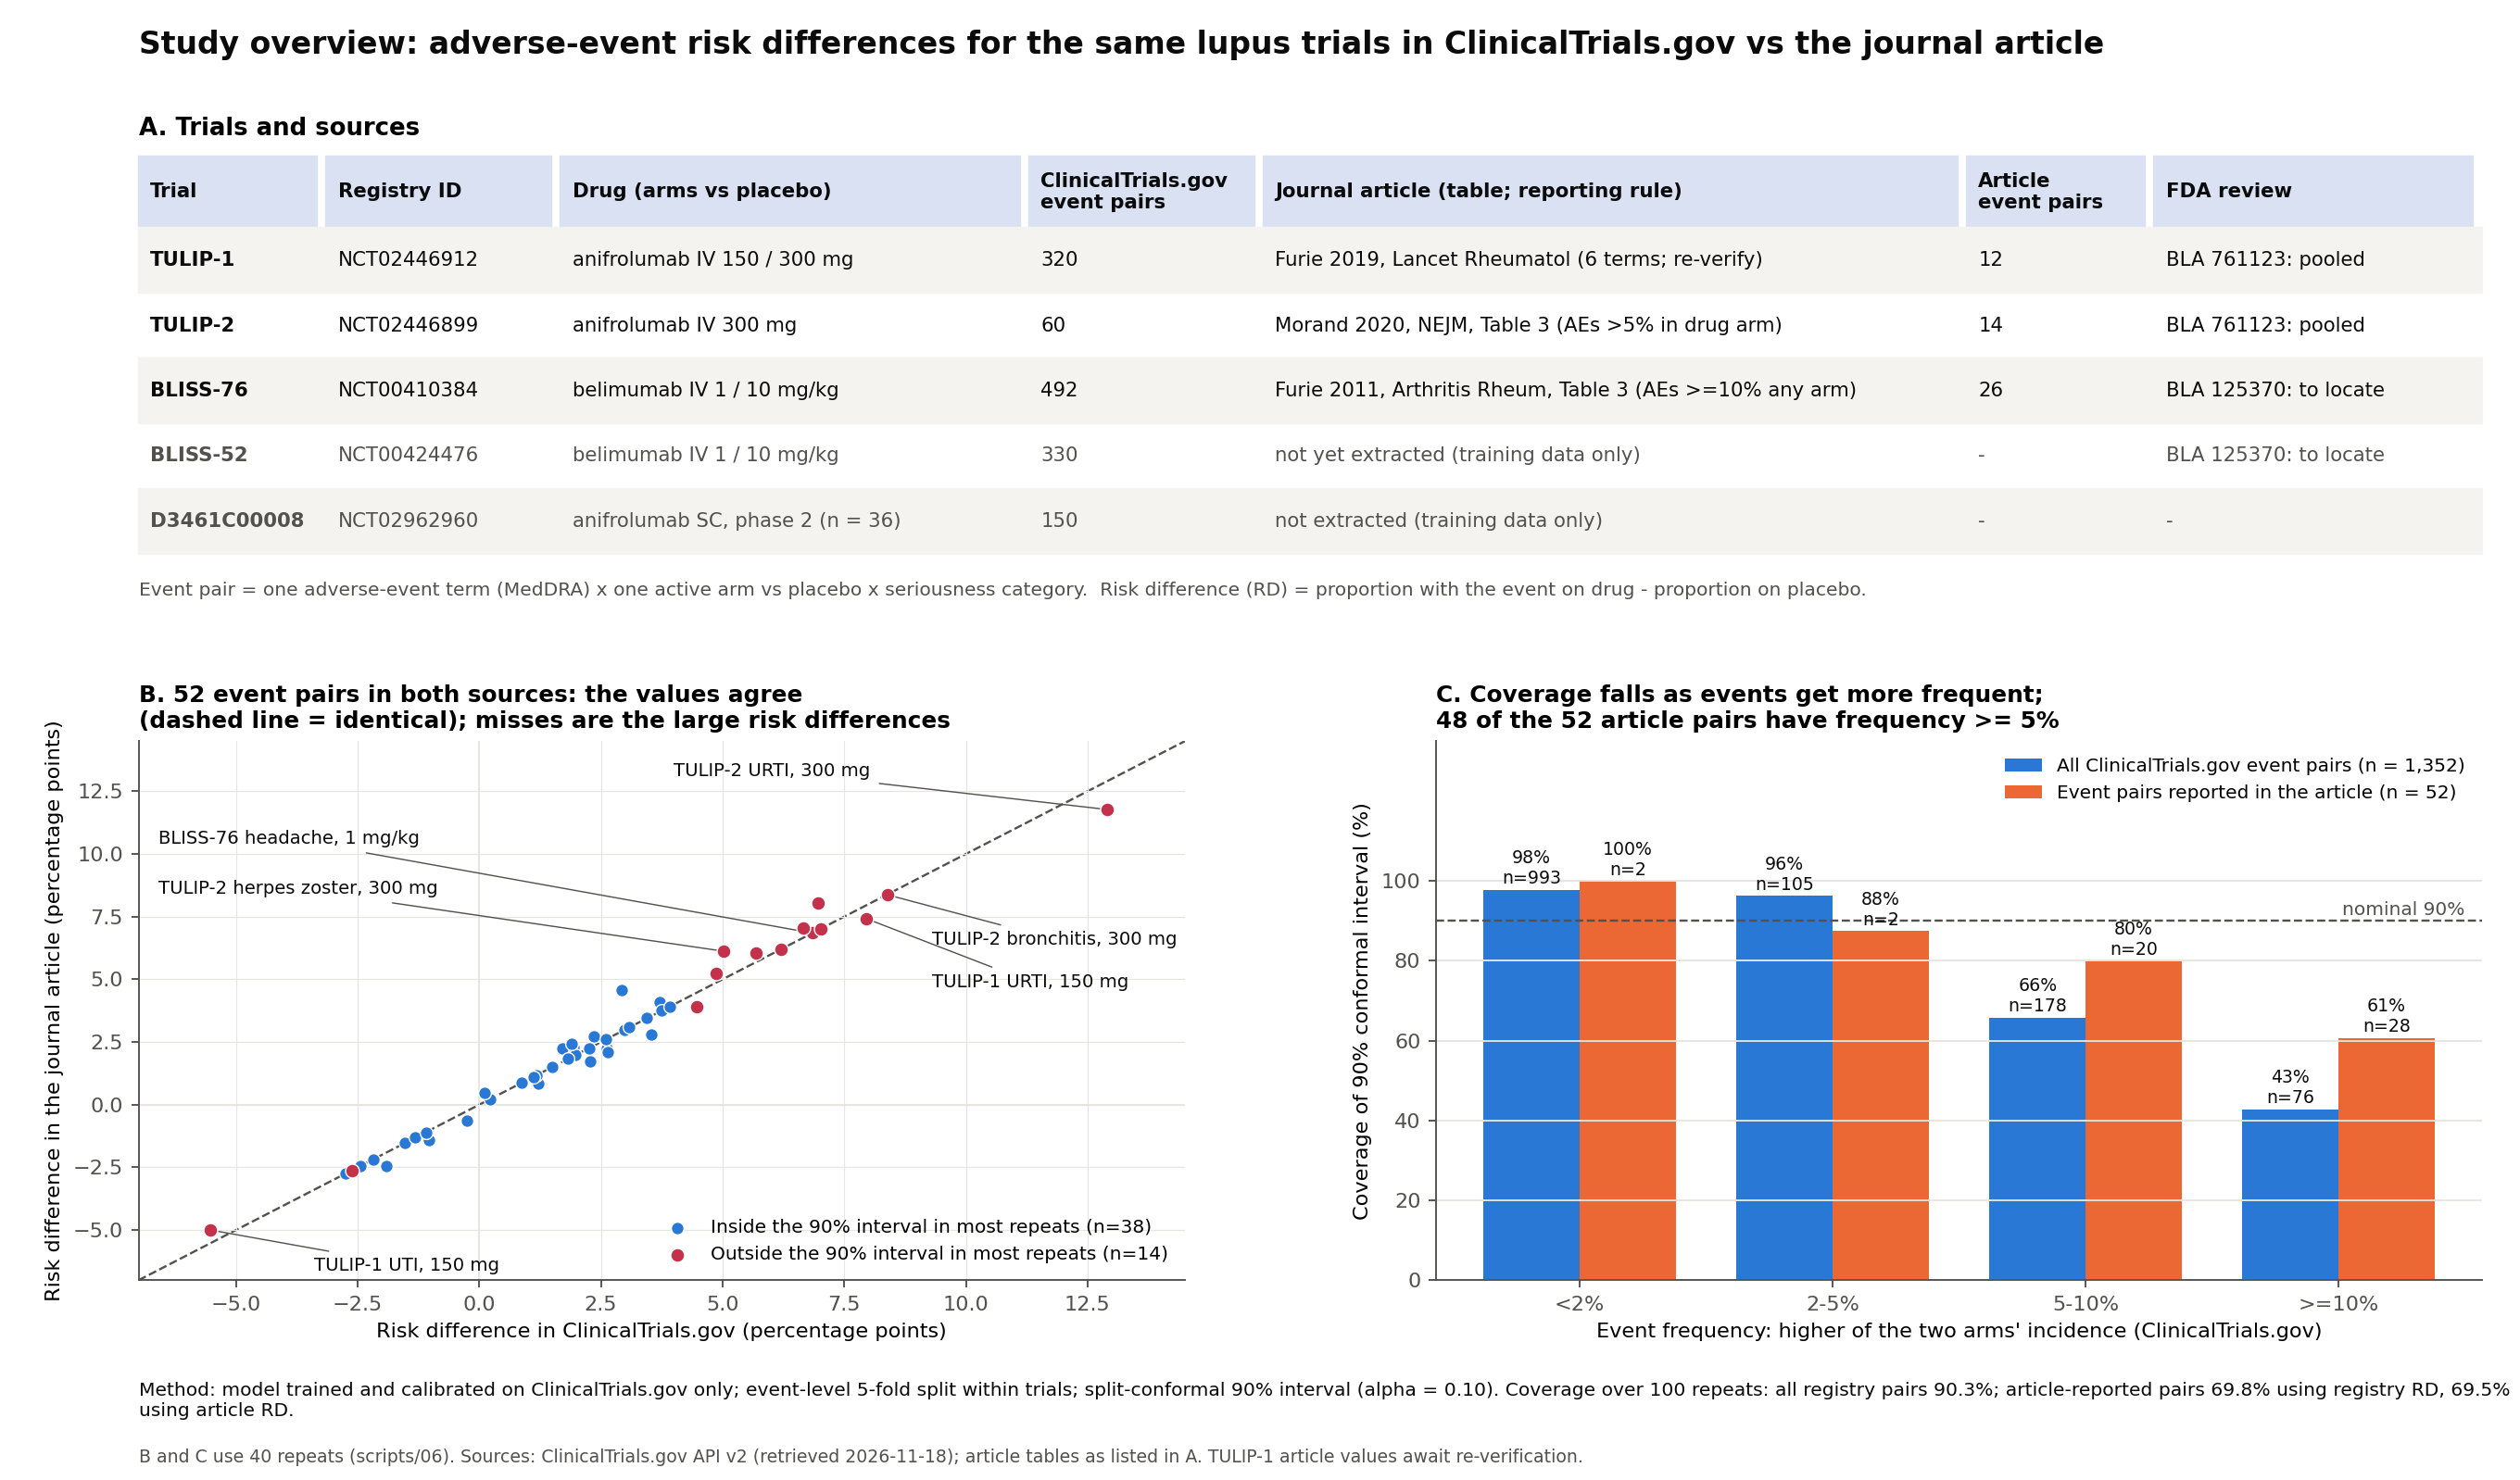 Study overview: adverse-event risk differences for the same lupus trials in ClinicalTrials.gov vs the journal article
A. Trials and sources
Trial Registry ID Drug (arms vs placebo) ClinicalTrials.gov event pairs Journal article (table; reporting rule) Article event pairs FDA review
TULIP-1 NCT02446912 anifrolumab IV 150 / 300 mg 320 Furie 2019, Lancet Rheumatol (6 terms; re-verify) 12 BLA 761123: pooled
TULIP-2 NCT02446899 anifrolumab IV 300 mg 60 Morand 2020, NEJM, Table 3 (AEs >5% in drug arm) 14 BLA 761123: pooled
BLISS-76 NCT00410384 belimumab IV 1 / 10 mg/kg 492 Furie 2011, Arthritis Rheum, Table 3 (AEs >=10% any arm) 26 BLA 125370: to locate
BLISS-52 NCT00424476 belimumab IV 1 / 10 mg/kg 330 not yet extracted (training data only) - BLA 125370: to locate
D3461C00008 NCT02962960 anifrolumab SC, phase 2 (n = 36) 150 not extracted (training data only) - -
Event pair = one adverse-event term (MedDRA) x one active arm vs placebo x seriousness category.  Risk difference (RD) = proportion with the event on drug - proportion on placebo.
B. 52 event pairs in both sources: the values agree
(dashed line = identical); misses are the large risk differences
Risk difference in the journal article (percentage points)
12.5
10.0
7.5
5.0
2.5
0.0
−2.5
−5.0
TULIP-2 URTI, 300 mg
BLISS-76 headache, 1 mg/kg
TULIP-2 herpes zoster, 300 mg
TULIP-2 bronchitis, 300 mg
TULIP-1 URTI, 150 mg
TULIP-1 UTI, 150 mg
Inside the 90% interval in most repeats (n=38)
Outside the 90% interval in most repeats (n=14)
−5.0 −2.5 0.0 2.5 5.0 7.5 10.0 12.5
Risk difference in ClinicalTrials.gov (percentage points)
C. Coverage falls as events get more frequent;
48 of the 52 article pairs have frequency >= 5%
Coverage of 90% conformal interval (%)
100
80
60
40
20
0
All ClinicalTrials.gov event pairs (n = 1,352)
Event pairs reported in the article (n = 52)
nominal 90%
98%
n=993
100%
n=2
96%
n=105
88%
n=2
66%
n=178
80%
n=20
43%
n=76
61%
n=28
<2% 2-5% 5-10% >=10%
Event frequency: higher of the two arms' incidence (ClinicalTrials.gov)
Method: model trained and calibrated on ClinicalTrials.gov only; event-level 5-fold split within trials; split-conformal 90% interval (alpha = 0.10). Coverage over 100 repeats: all registry pairs 90.3%; article-reported pairs 69.8% using registry RD, 69.5%
using article RD.
B and C use 40 repeats (scripts/06). Sources: ClinicalTrials.gov API v2 (retrieved 2026-11-18); article tables as listed in A. TULIP-1 article values await re-verification.